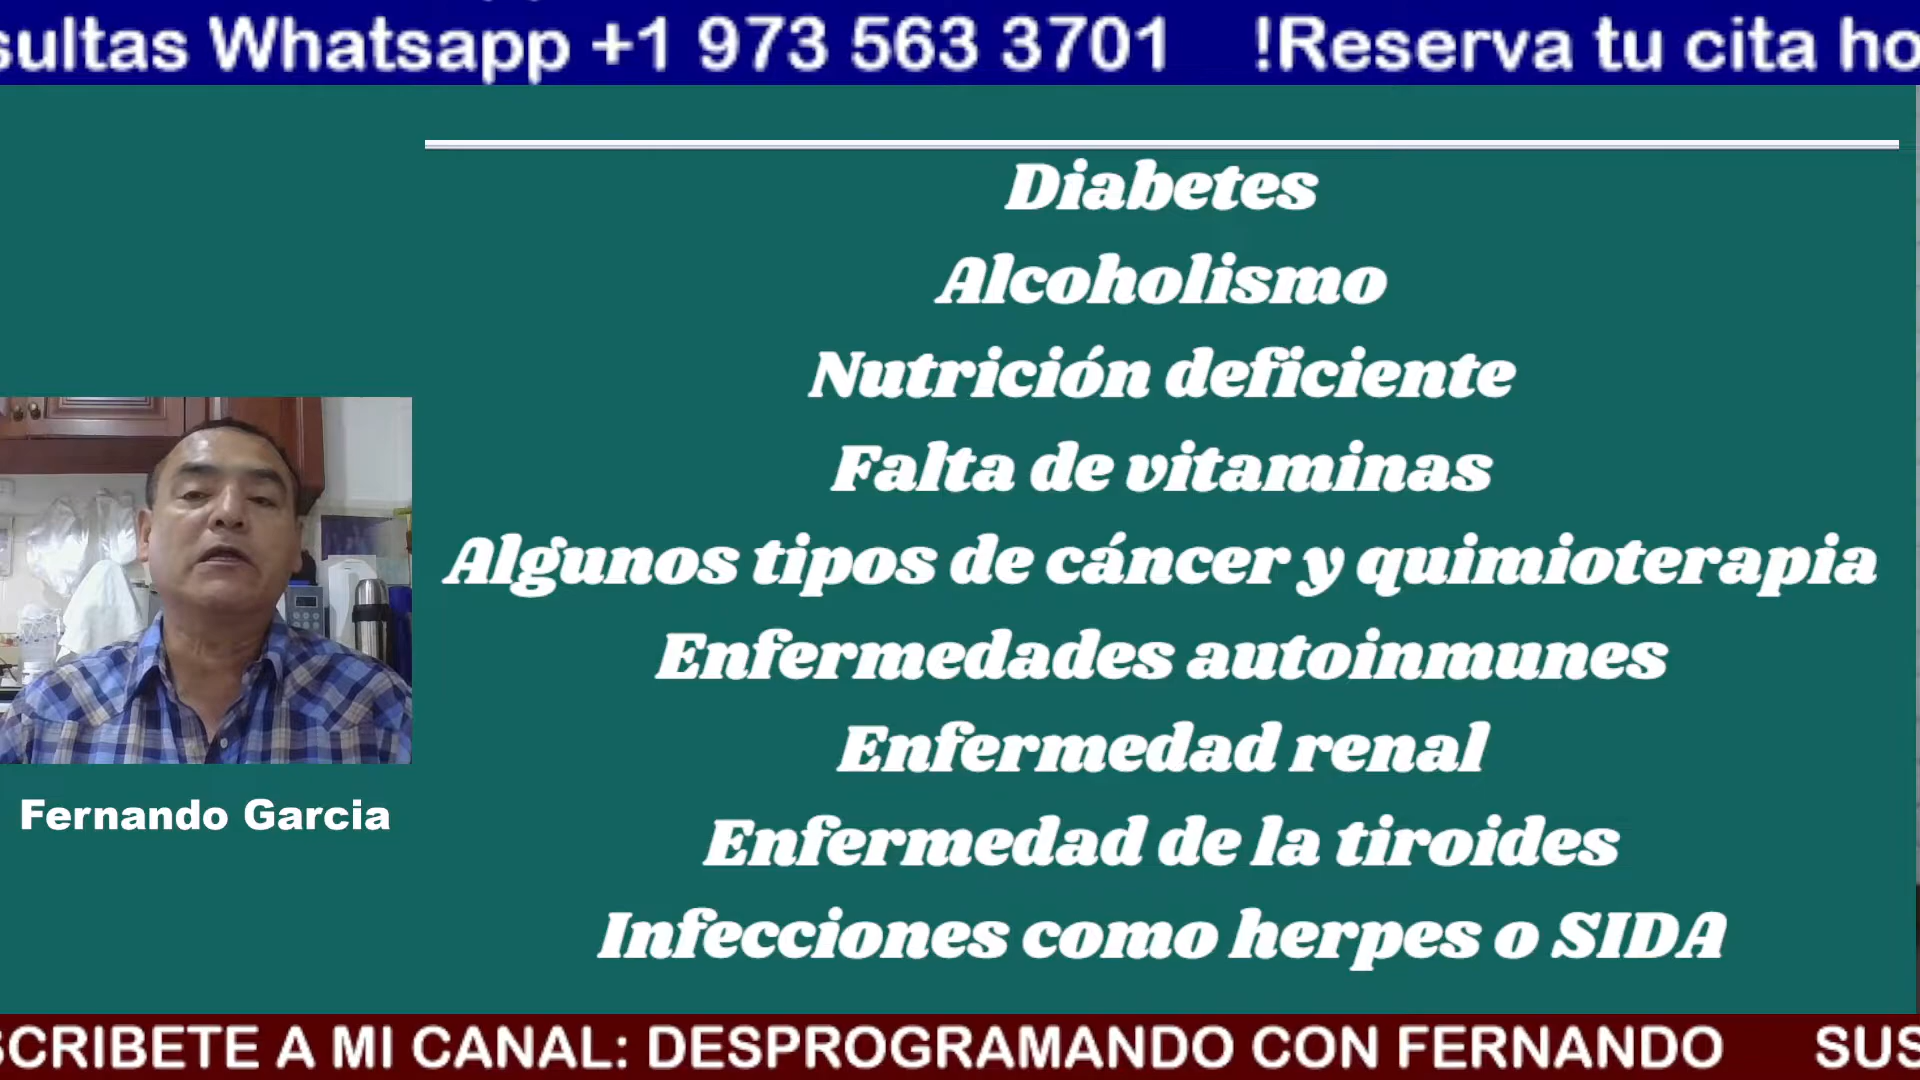 sultas Whatsapp +1 973 563 3701 !Reserva tu cita ho
Diabetes
Alcoholismo
Nutrición deficiente
Falta de vitaminas
Algunos tipos de cáncer y quimioterapia
Enfermedades autoinmunes
Enfermedad renal
Enfermedad de la tiroides
Infecciones como herpes o SIDA
Fernando Garcia
SCRIBETE A MI CANAL: DESPROGRAMANDO CON FERNANDO SUS